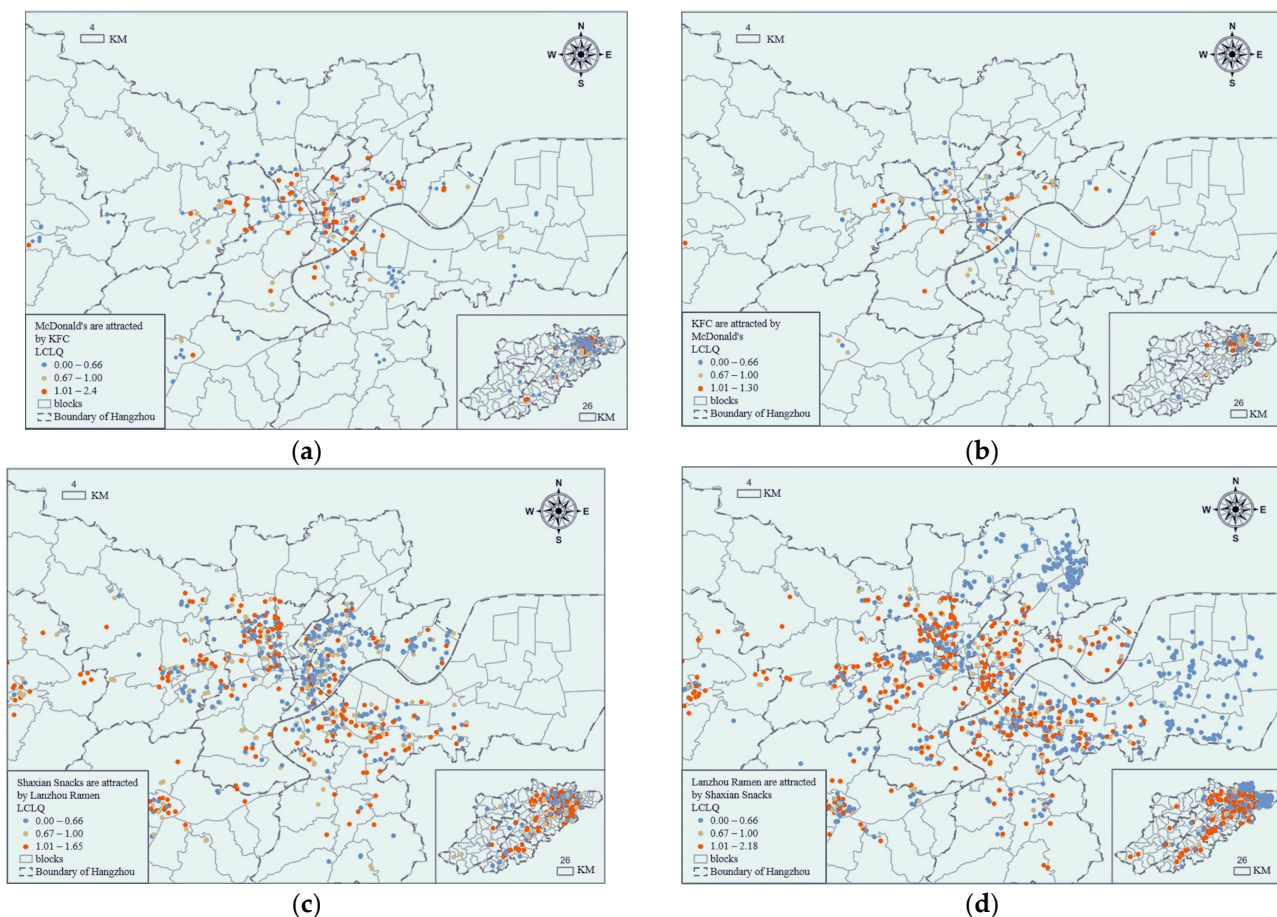 4
KM
N
W
E
S
McDonald's are attracted
by KFC
LCLQ
0.00 – 0.66
0.67 – 1.00
1.01 – 2.4
blocks
Boundary of Hangzhou
26
KM
(a)
4
KM
N
W
E
S
KFC are attracted by
McDonald's
LCLQ
0.00 – 0.66
0.67 – 1.00
1.01 – 1.30
blocks
Boundary of Hangzhou
26
KM
(b)
4
KM
N
W
E
S
Shaxian Snacks are attracted
by Lanzhou Ramen
LCLQ
0.00 – 0.66
0.67 – 1.00
1.01 – 1.65
blocks
Boundary of Hangzhou
26
KM
(c)
4
KM
N
W
E
S
Lanzhou Ramen are attracted
by Shaxian Snacks
LCLQ
0.00 – 0.66
0.67 – 1.00
1.01 – 2.18
blocks
Boundary of Hangzhou
26
KM
(d)